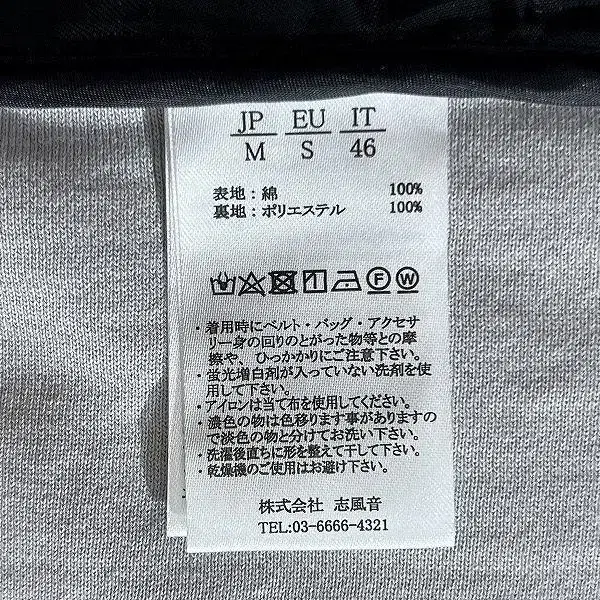 JP EU IT
M S 46
表地：綿 100%
裏地：ポリエステル 100%
・着用時にベルト・バッグ・アクセサ
リー身の回りのとがった物等との摩
擦や、ひっかかりにご注意下さい。
・蛍光増白剤が入っていない洗剤を使
用して下さい。
・アイロンは当て布を使用してください。
・濃色の物は色移ります事がありますの
で淡色の物と分けてお洗い下さい。
・洗濯後直ちに形を整えて干して下さい。
・乾燥機のご使用はお避け下さい。
株式会社 志風音
TEL:03-6666-4321